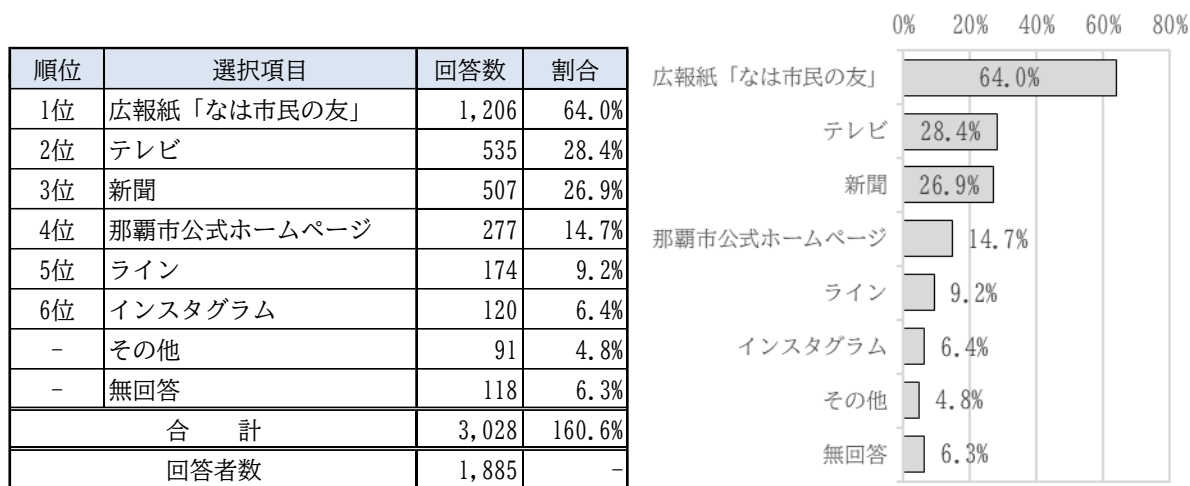 順位 選択項目 回答数 割合
1位 広報紙「なは市民の友」 1,206 64.0%
2位 テレビ 535 28.4%
3位 新聞 507 26.9%
4位 那覇市公式ホームページ 277 14.7%
5位 ライン 174 9.2%
6位 インスタグラム 120 6.4%
- その他 91 4.8%
- 無回答 118 6.3%
合 計 3,028 160.6%
回答者数 1,885 -
0% 20% 40% 60% 80%
広報紙「なは市民の友」 64.0%
テレビ 28.4%
新聞 26.9%
那覇市公式ホームページ 14.7%
ライン 9.2%
インスタグラム 6.4%
その他 4.8%
無回答 6.3%